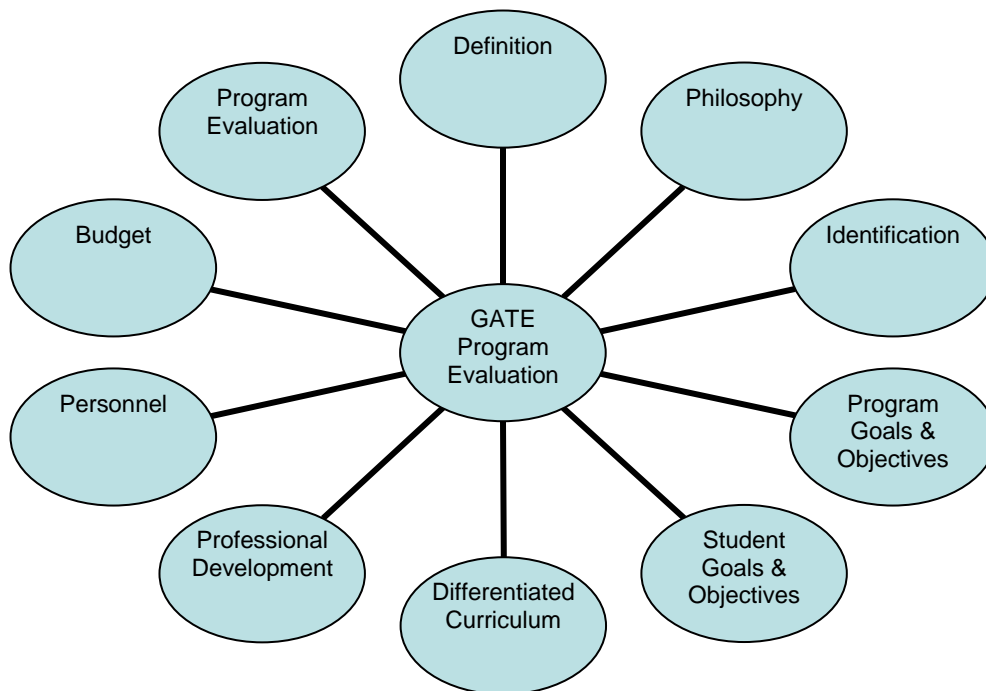 Definition
Program
Evaluation
Philosophy
Budget
Identification
GATE
Program
Evaluation
Personnel
Program
Goals &
Objectives
Professional
Development
Student
Goals &
Objectives
Differentiated
Curriculum